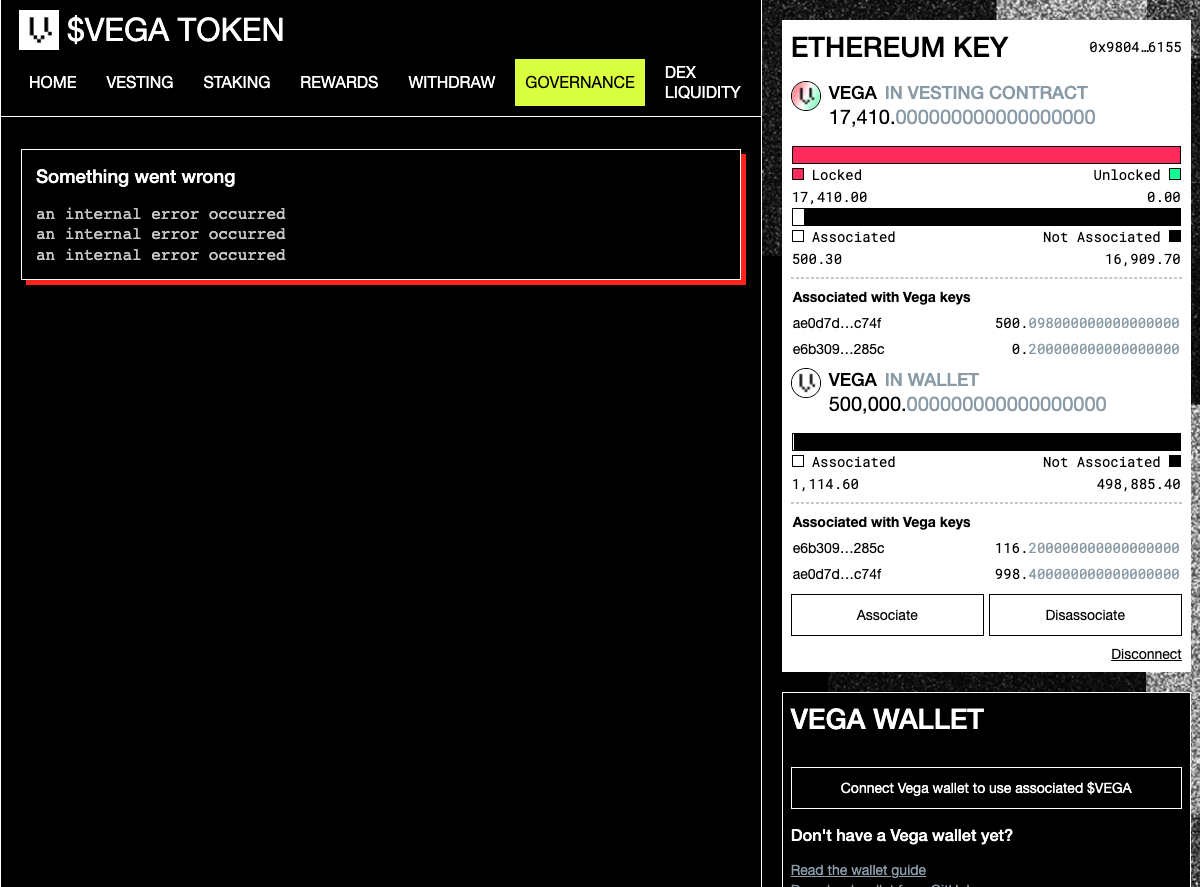 $VEGA TOKEN
HOME VESTING STAKING REWARDS WITHDRAW GOVERNANCE DEX LIQUIDITY
Something went wrong
an internal error occurred
an internal error occurred
an internal error occurred
ETHEREUM KEY 0x9804…6155
VEGA IN VESTING CONTRACT
17,410.000000000000000000
Locked Unlocked
17,410.00 0.00
Associated Not Associated
500.30 16,909.70
Associated with Vega keys
ae0d7d…c74f 500.098000000000000000
e6b309…285c 0.200000000000000000
VEGA IN WALLET
500,000.000000000000000000
Associated Not Associated
1,114.60 498,885.40
Associated with Vega keys
e6b309…285c 116.200000000000000000
ae0d7d…c74f 998.400000000000000000
Associate Disassociate
Disconnect
VEGA WALLET
Connect Vega wallet to use associated $VEGA
Don't have a Vega wallet yet?
Read the wallet guide